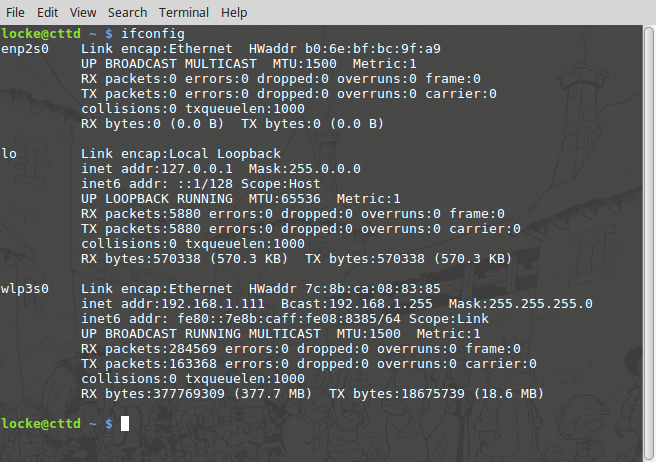 File Edit View Search Terminal Help
locke@cttd ~ $ ifconfig
enp2s0    Link encap:Ethernet  HWaddr b0:6e:bf:bc:9f:a9
          UP BROADCAST MULTICAST  MTU:1500  Metric:1
          RX packets:0 errors:0 dropped:0 overruns:0 frame:0
          TX packets:0 errors:0 dropped:0 overruns:0 carrier:0
          collisions:0 txqueuelen:1000
          RX bytes:0 (0.0 B)  TX bytes:0 (0.0 B)
lo        Link encap:Local Loopback
          inet addr:127.0.0.1  Mask:255.0.0.0
          inet6 addr: ::1/128 Scope:Host
          UP LOOPBACK RUNNING  MTU:65536  Metric:1
          RX packets:5880 errors:0 dropped:0 overruns:0 frame:0
          TX packets:5880 errors:0 dropped:0 overruns:0 carrier:0
          collisions:0 txqueuelen:1000
          RX bytes:570338 (570.3 KB)  TX bytes:570338 (570.3 KB)
wlp3s0    Link encap:Ethernet  HWaddr 7c:8b:ca:08:83:85
          inet addr:192.168.1.111  Bcast:192.168.1.255  Mask:255.255.255.0
          inet6 addr: fe80::7e8b:caff:fe08:8385/64 Scope:Link
          UP BROADCAST RUNNING MULTICAST  MTU:1500  Metric:1
          RX packets:284569 errors:0 dropped:0 overruns:0 frame:0
          TX packets:163368 errors:0 dropped:0 overruns:0 carrier:0
          collisions:0 txqueuelen:1000
          RX bytes:377769309 (377.7 MB)  TX bytes:18675739 (18.6 MB)
locke@cttd ~ $